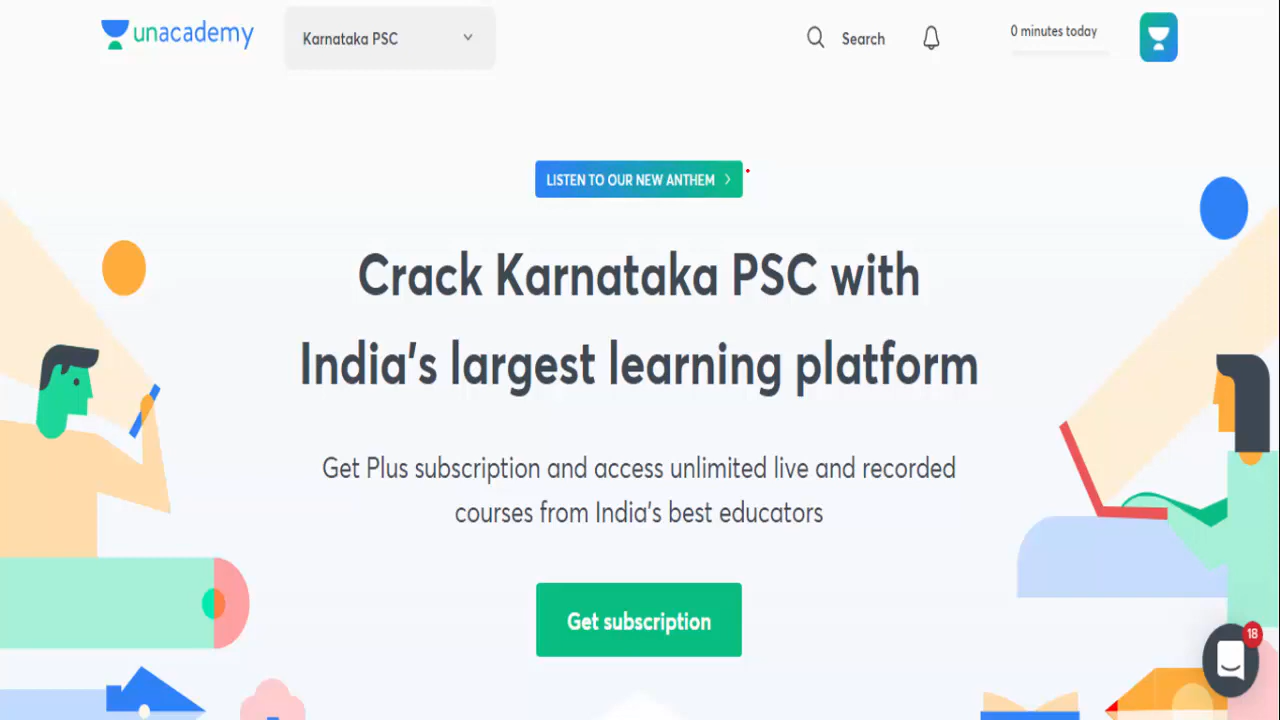 unacademy
Karnataka PSC
Search
0 minutes today
LISTEN TO OUR NEW ANTHEM
Crack Karnataka PSC with
India's largest learning platform
Get Plus subscription and access unlimited live and recorded
courses from India's best educators
Get subscription
18